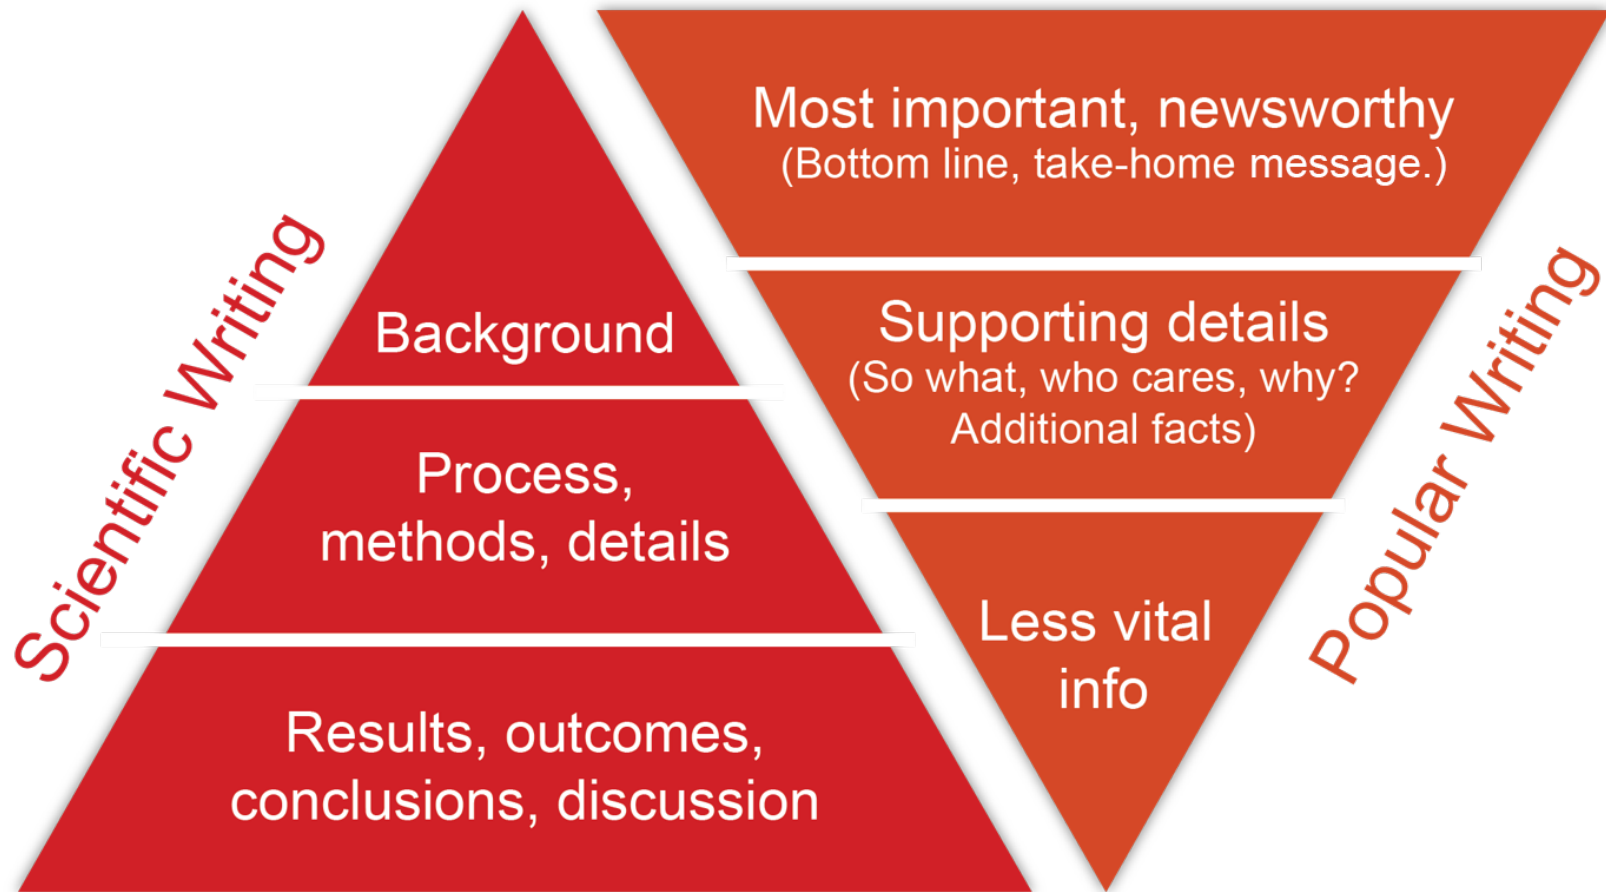 Scientific Writing
Background
Process,
methods, details
Results, outcomes,
conclusions, discussion
Most important, newsworthy
(Bottom line, take-home message.)
Supporting details
(So what, who cares, why?
Additional facts)
Less vital
info
Popular Writing